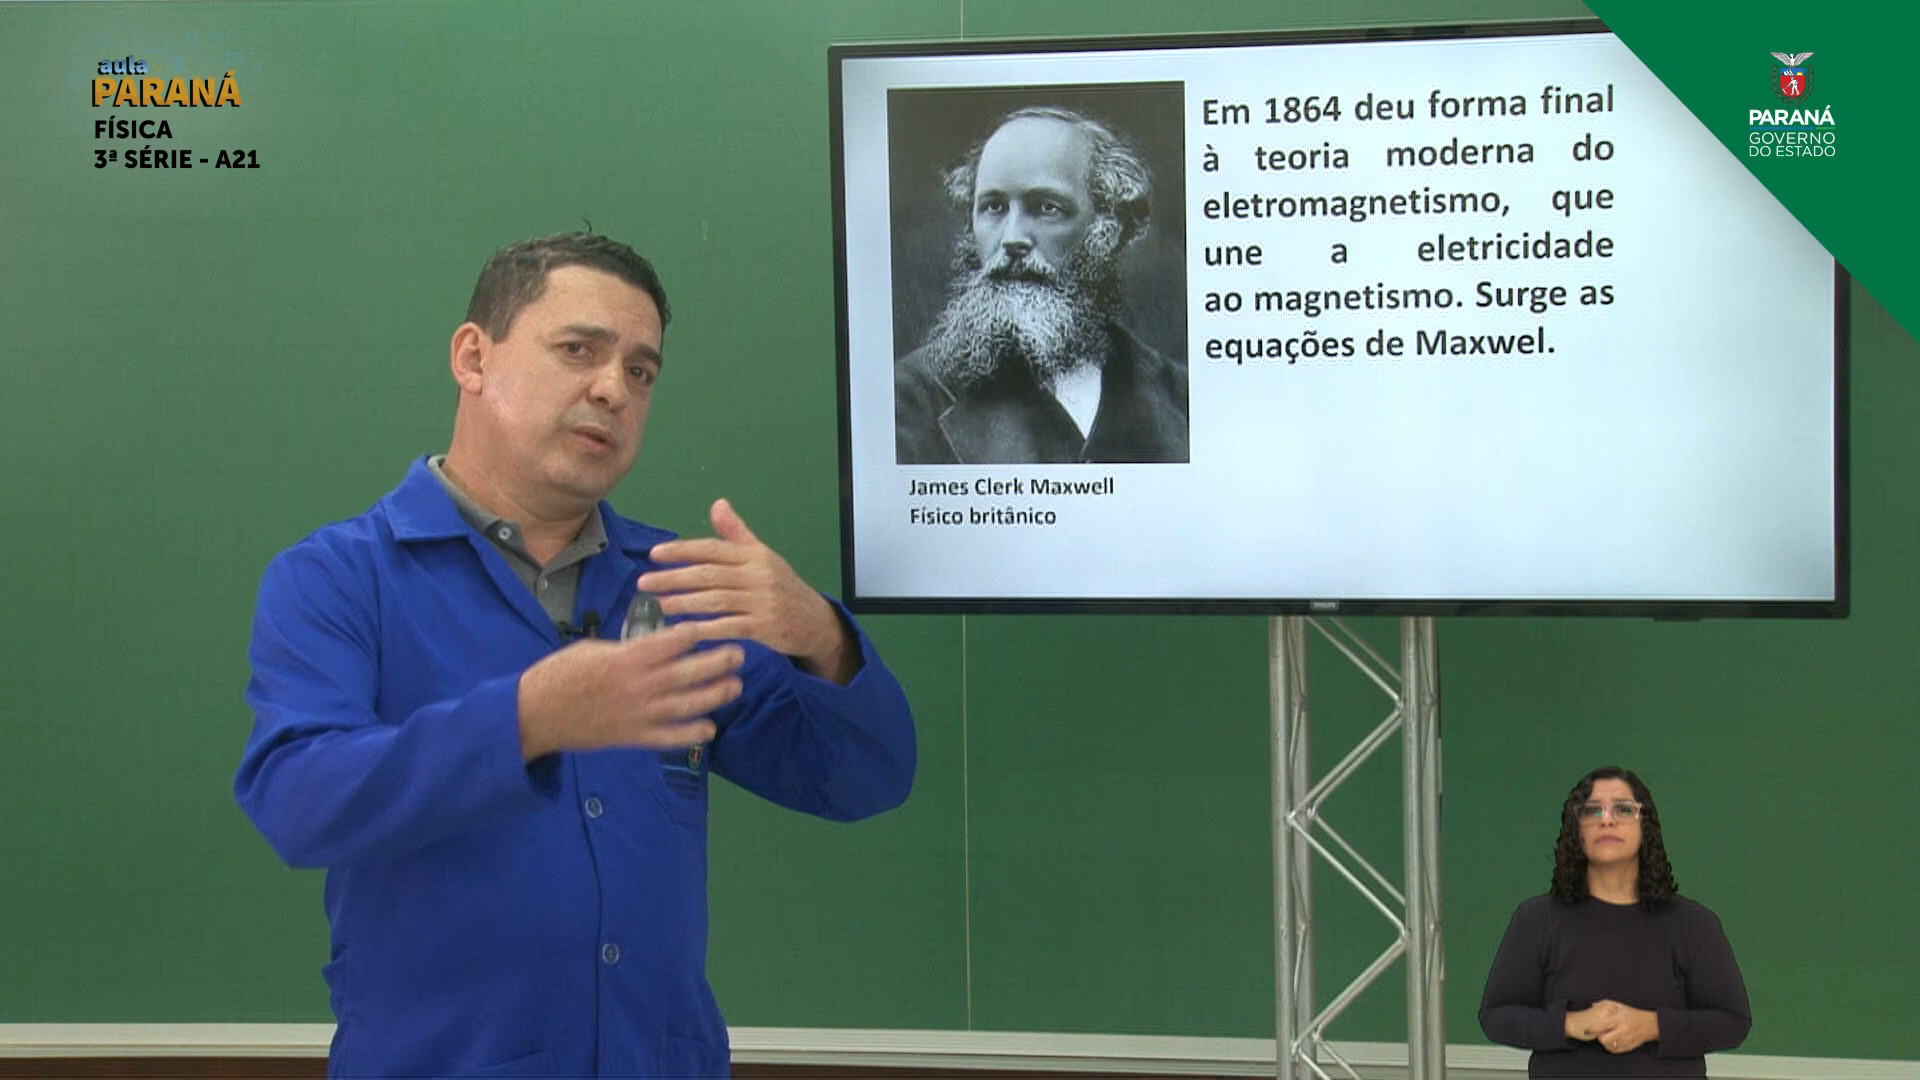 aula
PARANÁ
FÍSICA
3ª SÉRIE - A21
Em 1864 deu forma final
à teoria moderna do
eletromagnetismo, que
une a eletricidade
ao magnetismo. Surge as
equações de Maxwel.
James Clerk Maxwell
Físico britânico
PARANÁ
GOVERNO
DO ESTADO
PHILIPS